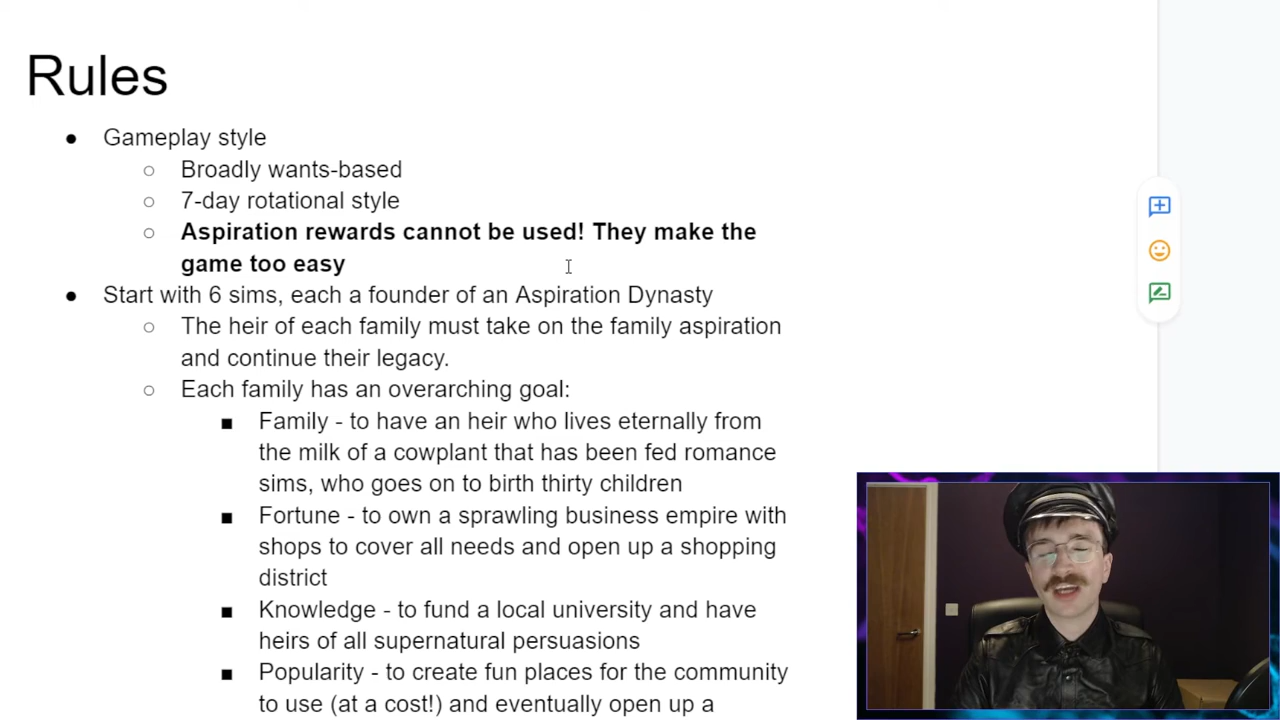 Rules
● Gameplay style
○ Broadly wants-based
○ 7-day rotational style
○ Aspiration rewards cannot be used! They make the
game too easy
● Start with 6 sims, each a founder of an Aspiration Dynasty
○ The heir of each family must take on the family aspiration
and continue their legacy.
○ Each family has an overarching goal:
■ Family - to have an heir who lives eternally from
the milk of a cowplant that has been fed romance
sims, who goes on to birth thirty children
■ Fortune - to own a sprawling business empire with
shops to cover all needs and open up a shopping
district
■ Knowledge - to fund a local university and have
heirs of all supernatural persuasions
■ Popularity - to create fun places for the community
to use (at a cost!) and eventually open up a